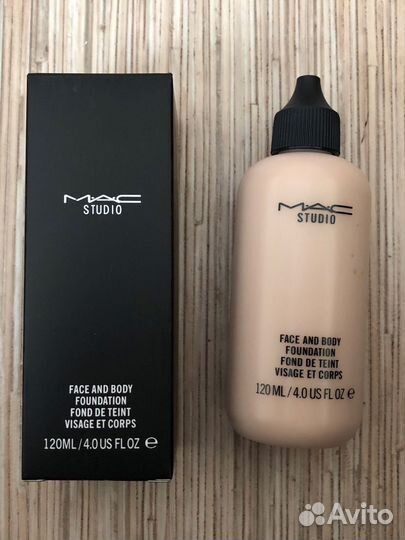 MAC
STUDIO
FACE AND BODY
FOUNDATION
FOND DE TEINT
VISAGE ET CORPS
120ML/4.0 US FL OZ ℮
MAC
STUDIO
FACE AND BODY
FOUNDATION
FOND DE TEINT
VISAGE ET CORPS
120 ML/4.0 US FL OZ ℮
Avito